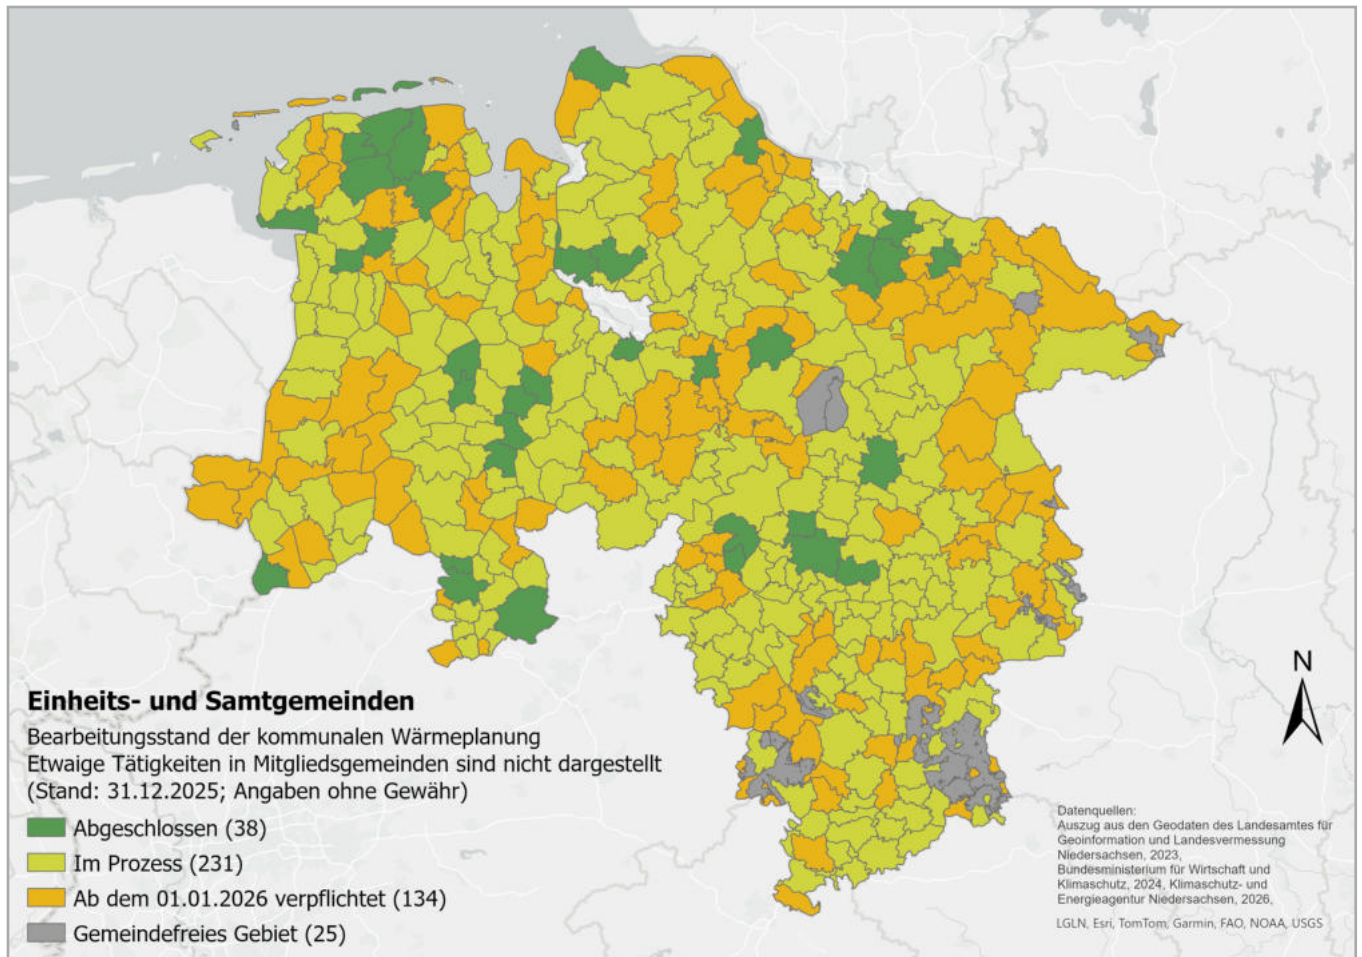 N
Einheits- und Samtgemeinden
Bearbeitungsstand der kommunalen Wärmeplanung
Etwaige Tätigkeiten in Mitgliedsgemeinden sind nicht dargestellt
(Stand: 31.12.2025; Angaben ohne Gewähr)
Abgeschlossen (38)
Im Prozess (231)
Ab dem 01.01.2026 verpflichtet (134)
Gemeindefreies Gebiet (25)
Datenquellen:
Auszug aus den Geodaten des Landesamtes für
Geoinformation und Landesvermessung
Niedersachsen, 2023,
Bundesministerium für Wirtschaft und
Klimaschutz, 2024, Klimaschutz- und
Energieagentur Niedersachsen, 2026,
LGLN, Esri, TomTom, Garmin, FAO, NOAA, USGS